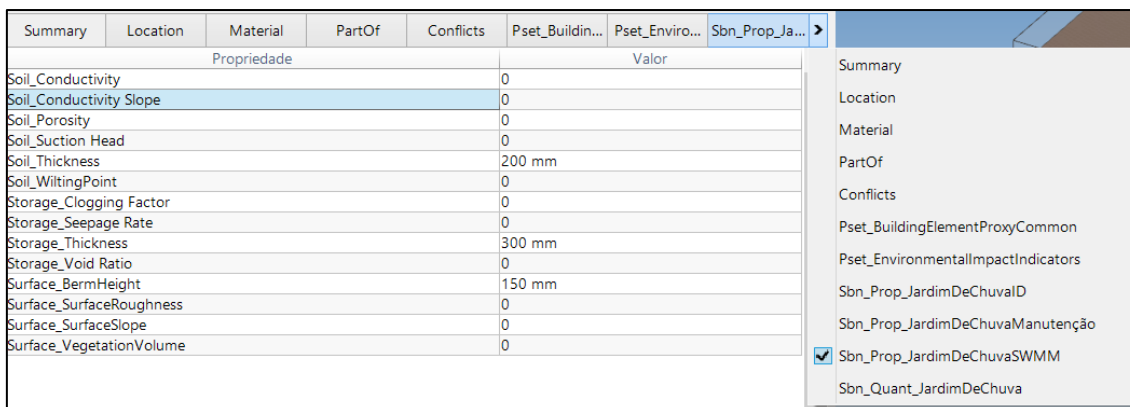 Summary Location Material PartOf Conflicts Pset_Buildin... Pset_Enviro... Sbn_Prop_Ja...
Propriedade Valor
Soil_Conductivity 0
Soil_Conductivity Slope 0
Soil_Porosity 0
Soil_Suction Head 0
Soil_Thickness 200 mm
Soil_WiltingPoint 0
Storage_Clogging Factor 0
Storage_Seepage Rate 0
Storage_Thickness 300 mm
Storage_Void Ratio 0
Surface_BermHeight 150 mm
Surface_SurfaceRoughness 0
Surface_SurfaceSlope 0
Surface_VegetationVolume 0
Summary
Location
Material
PartOf
Conflicts
Pset_BuildingElementProxyCommon
Pset_EnvironmentalImpactIndicators
Sbn_Prop_JardimDeChuvaID
Sbn_Prop_JardimDeChuvaManutenção
Sbn_Prop_JardimDeChuvaSWMM
Sbn_Quant_JardimDeChuva